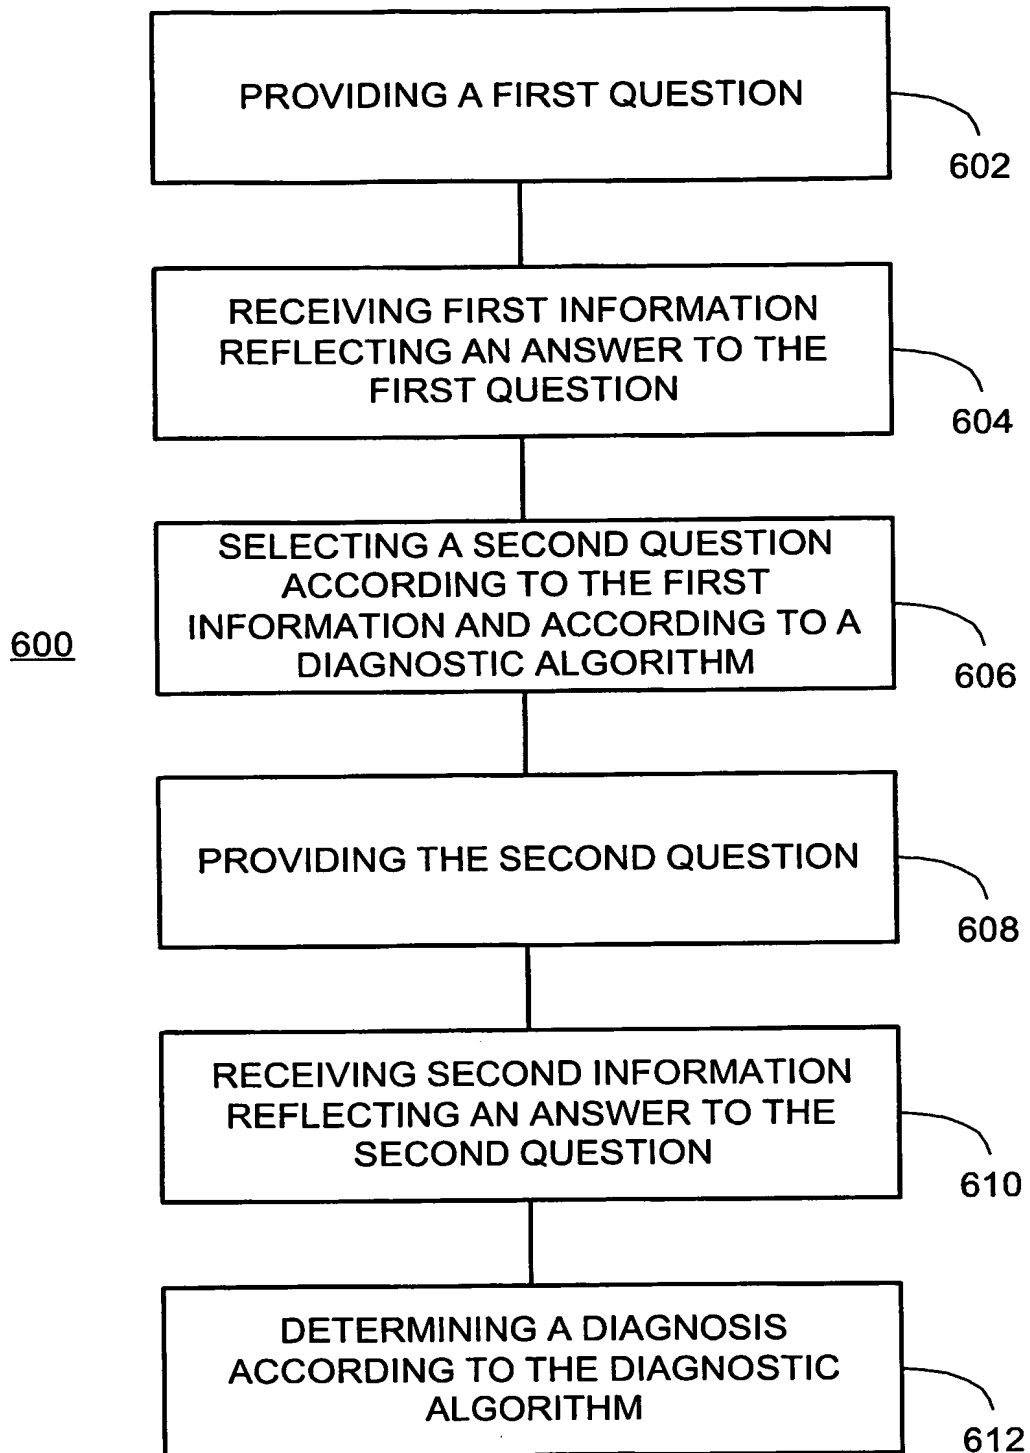 PROVIDING A FIRST QUESTION
602
RECEIVING FIRST INFORMATION
REFLECTING AN ANSWER TO THE
FIRST QUESTION
604
SELECTING A SECOND QUESTION
ACCORDING TO THE FIRST
INFORMATION AND ACCORDING TO A
DIAGNOSTIC ALGORITHM
600
606
PROVIDING THE SECOND QUESTION
608
RECEIVING SECOND INFORMATION
REFLECTING AN ANSWER TO THE
SECOND QUESTION
610
DETERMINING A DIAGNOSIS
ACCORDING TO THE DIAGNOSTIC
ALGORITHM
612